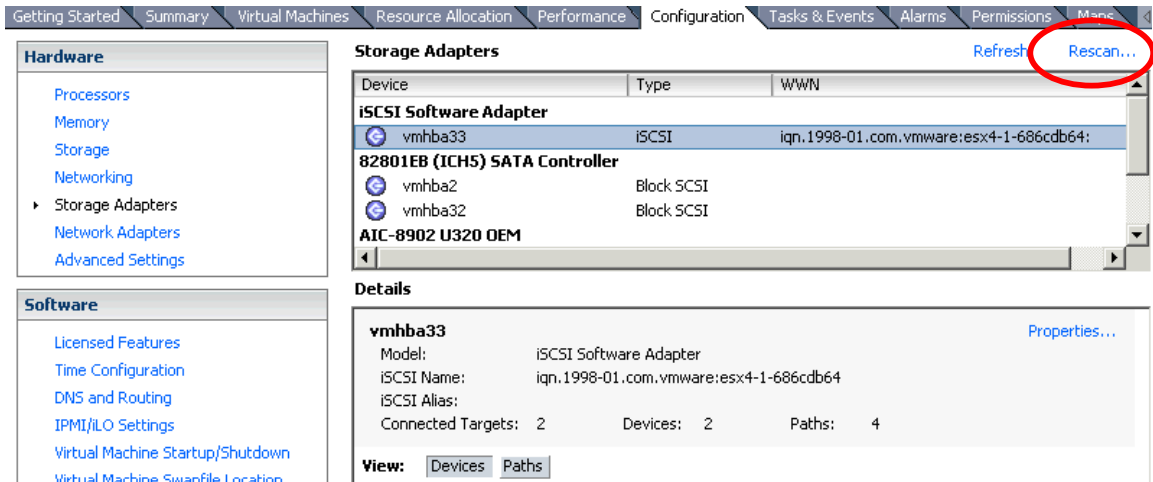 Getting Started Summary Virtual Machines Resource Allocation Performance Configuration Tasks & Events Alarms Permissions Maps
Hardware
Processors
Memory
Storage
Networking
Storage Adapters
Network Adapters
Advanced Settings
Software
Licensed Features
Time Configuration
DNS and Routing
IPMI/iLO Settings
Virtual Machine Startup/Shutdown
Virtual Machine Swapfile Location
Storage Adapters Refresh Rescan...
Device Type WWN
iSCSI Software Adapter
vmhba33 iSCSI iqn.1998-01.com.vmware:esx4-1-686cdb64:
82801EB (ICH5) SATA Controller
vmhba2 Block SCSI
vmhba32 Block SCSI
AIC-8902 U320 OEM
Details
vmhba33 Properties...
Model: iSCSI Software Adapter
iSCSI Name: iqn.1998-01.com.vmware:esx4-1-686cdb64
iSCSI Alias:
Connected Targets: 2 Devices: 2 Paths: 4
View: Devices Paths